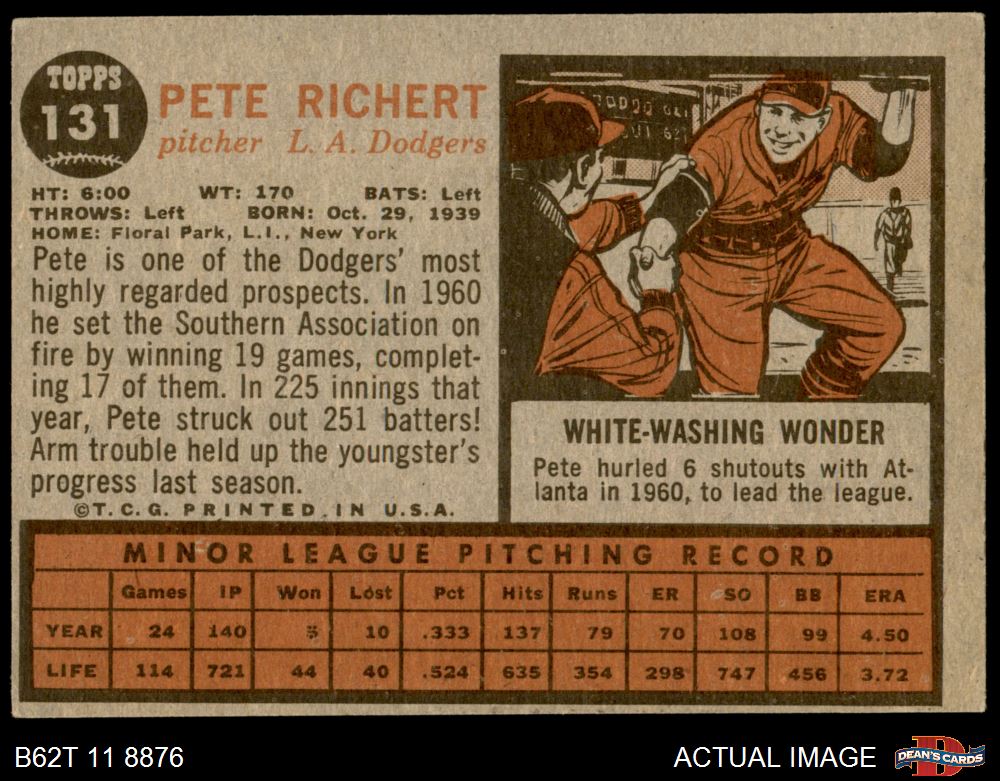 TOPPS
131
PETE RICHERT
pitcher L. A. Dodgers
HT: 6:00 WT: 170 BATS: Left
THROWS: Left BORN: Oct. 29, 1939
HOME: Floral Park, L.I., New York
Pete is one of the Dodgers' most
highly regarded prospects. In 1960
he set the Southern Association on
fire by winning 19 games, complet-
ing 17 of them. In 225 innings that
year, Pete struck out 251 batters!
Arm trouble held up the youngster's
progress last season.
©T.C.G. PRINTED IN U.S.A.
WHITE-WASHING WONDER
Pete hurled 6 shutouts with At-
lanta in 1960, to lead the league.
MINOR LEAGUE PITCHING RECORD
Games IP Won Lost Pct Hits Runs ER SO BB ERA
YEAR 24 140 5 10 .333 137 79 70 108 99 4.50
LIFE 114 721 44 40 .524 635 354 298 747 456 3.72
B62T 11 8876
ACTUAL IMAGE
D
DEAN'S CARDS